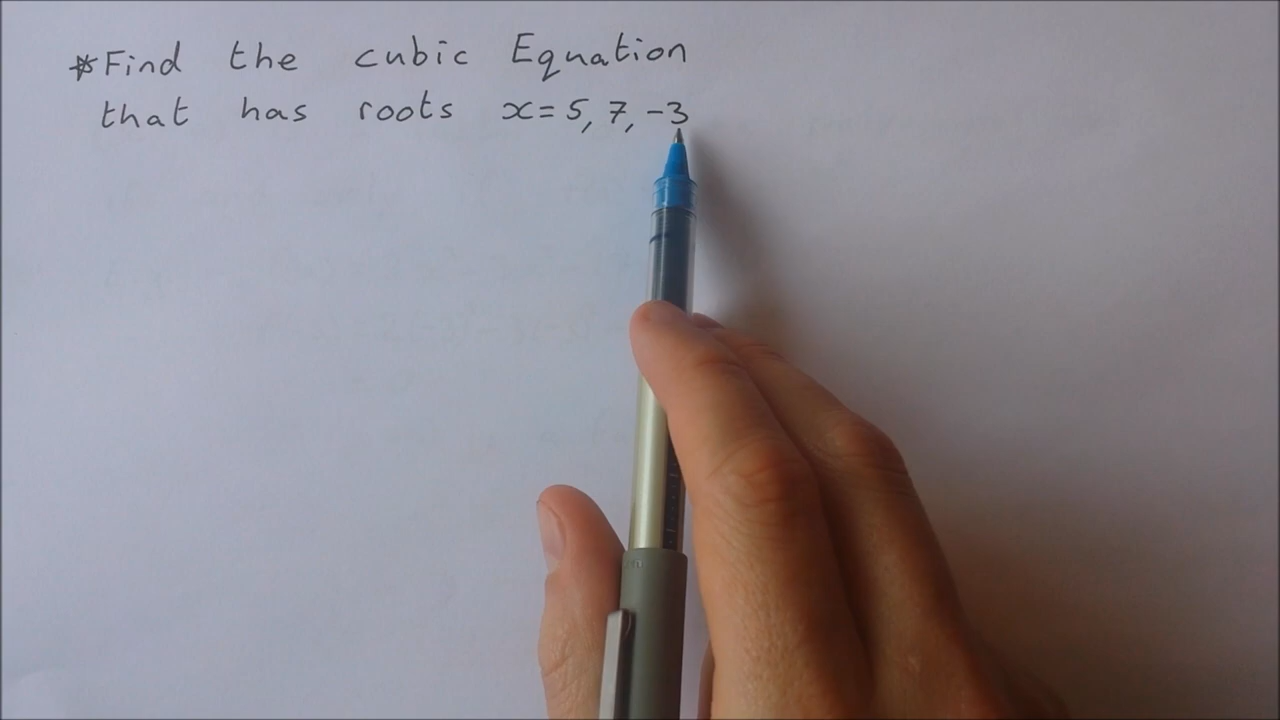 *Find the cubic Equation
that has roots x=5, 7, -3